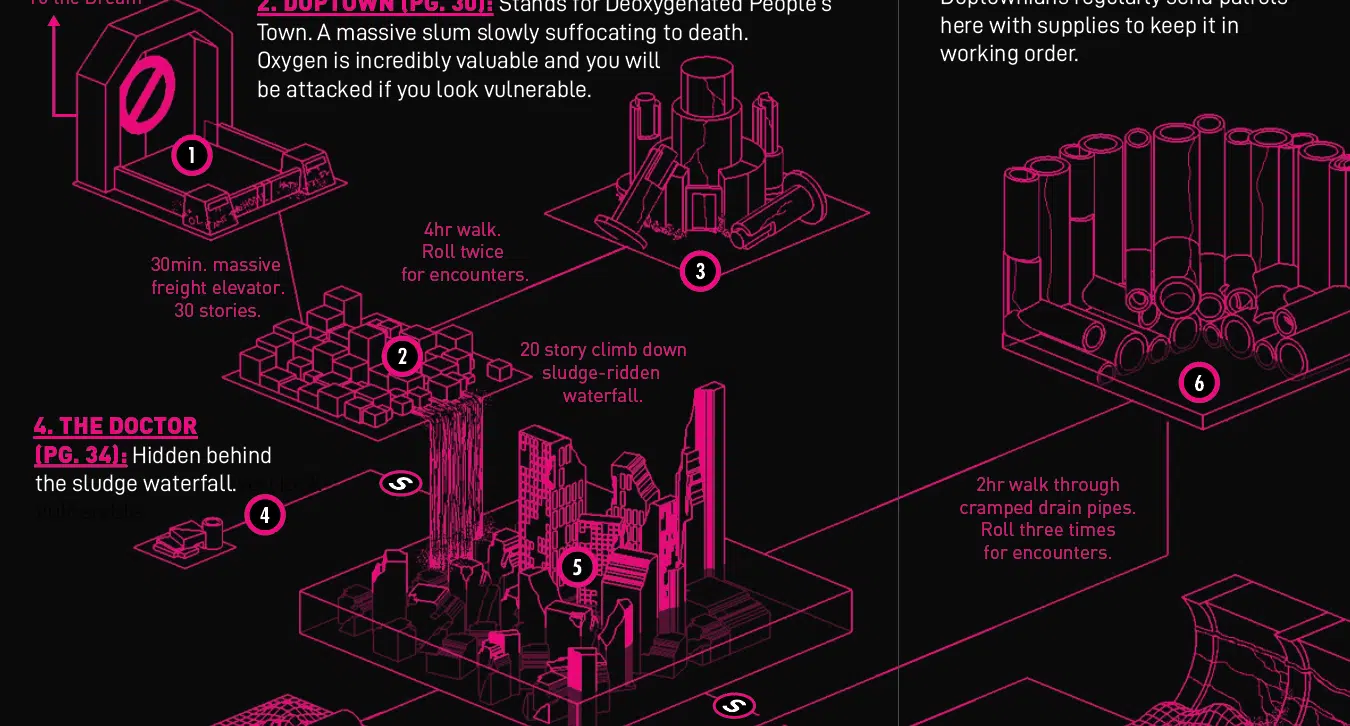 To the Dream
2. DOPTOWN (PG. 30): Stands for Deoxygenated People's
Town. A massive slum slowly suffocating to death.
Oxygen is incredibly valuable and you will
be attacked if you look vulnerable.
Doptownians regularly send patrols
here with supplies to keep it in
working order.
1
3
4hr walk.
Roll twice
for encounters.
30min. massive
freight elevator.
30 stories.
2
20 story climb down
sludge-ridden
waterfall.
6
4. THE DOCTOR
(PG. 34): Hidden behind
the sludge waterfall.
S
4
2hr walk through
cramped drain pipes.
Roll three times
for encounters.
5
S